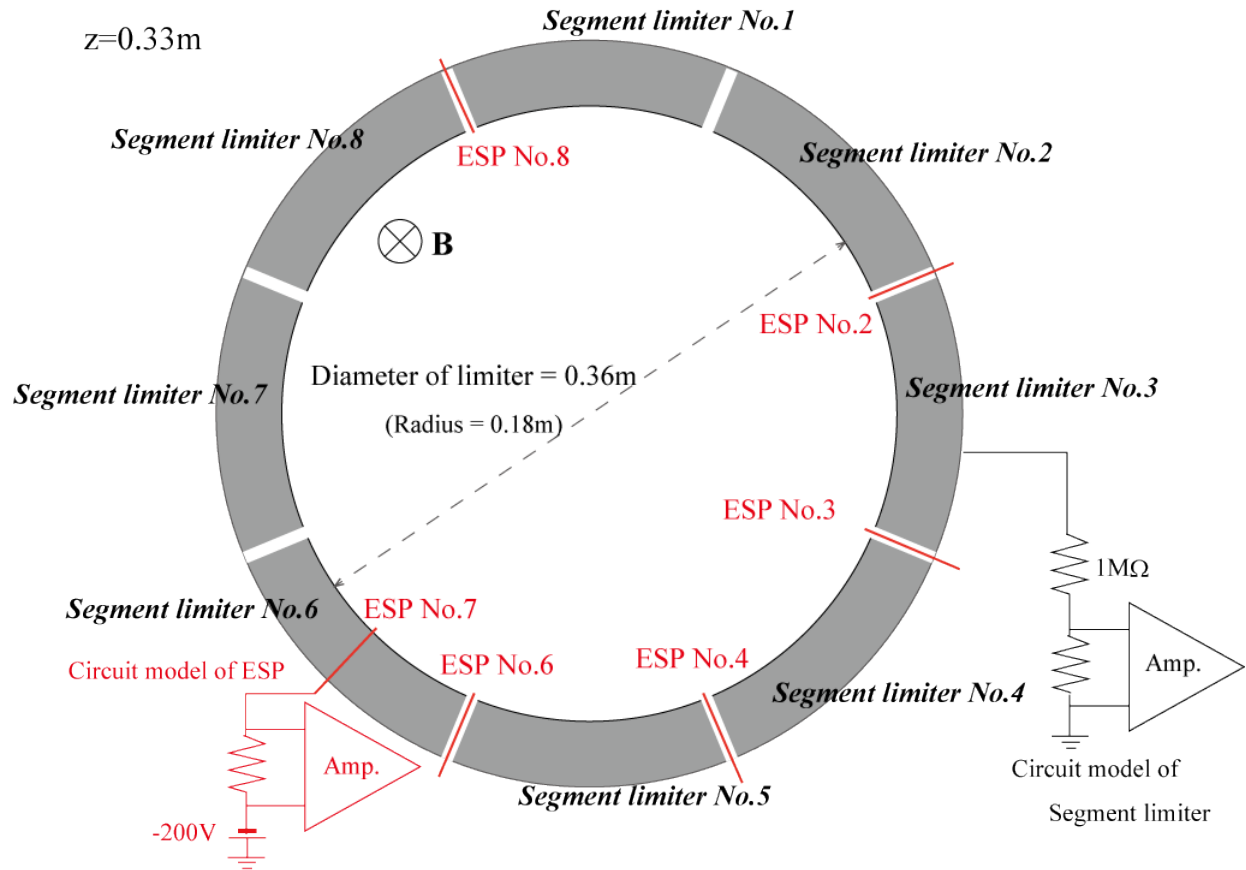 Segment limiter No.1
z=0.33m
Segment limiter No.8
Segment limiter No.2
ESP No.8
B
ESP No.2
Diameter of limiter = 0.36m
(Radius = 0.18m)
Segment limiter No.7
Segment limiter No.3
ESP No.3
1MΩ
Segment limiter No.6
ESP No.7
Circuit model of ESP
ESP No.6
ESP No.4
Segment limiter No.4
Amp.
Amp.
-200V
Segment limiter No.5
Circuit model of
Segment limiter